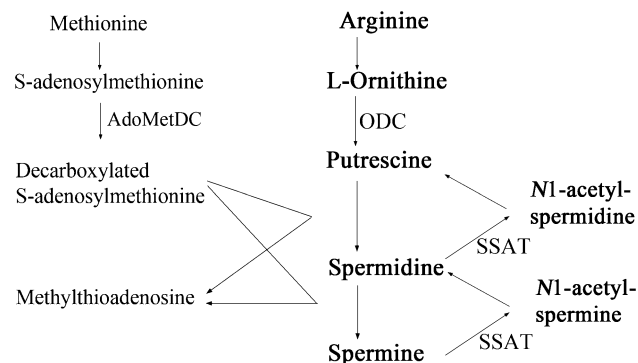 Methionine
Arginine
S-adenosylmethionine
L-Ornithine
AdoMetDC
ODC
Decarboxylated
S-adenosylmethionine
Putrescine
N1-acetyl-
spermidine
SSAT
Spermidine
Methylthioadenosine
N1-acetyl-
spermine
SSAT
Spermine